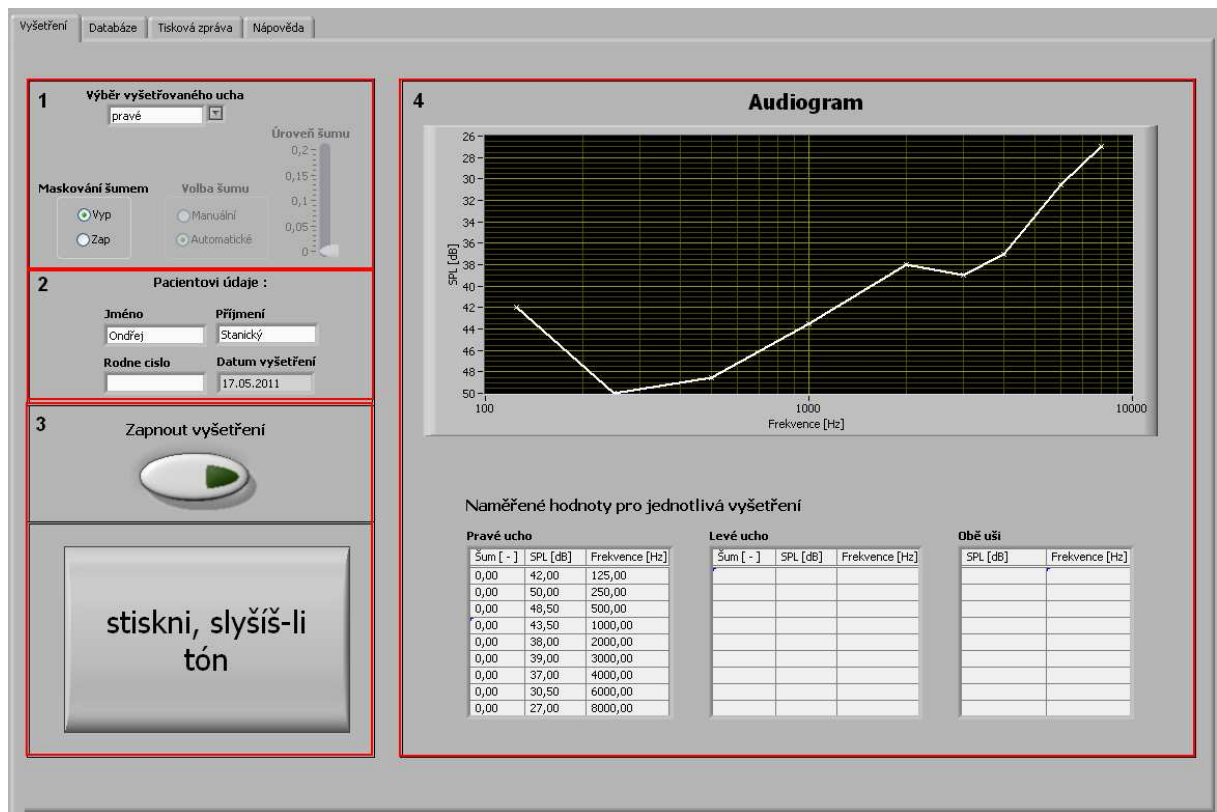 Vyšetření Databáze Tisková zpráva Nápověda
1
Výběr vyšetřovaného ucha
pravé
Úroveň šumu
0,2
0,15
0,1
0,05
0
Maskování šumem
Vyp
Zap
Volba šumu
Manuální
Automatické
2
Pacientovi údaje :
Jméno Příjmení
Ondřej Stanický
Rodne cislo Datum vyšetření
17.05.2011
3
Zapnout vyšetření
stiskni, slyšíš-li
tón
4
Audiogram
SPL [dB]
26
28
30
32
34
36
38
40
42
44
46
48
50
100 1000 10000
Frekvence [Hz]
Naměřené hodnoty pro jednotlivá vyšetření
Pravé ucho
Šum [ - ] SPL [dB] Frekvence [Hz]
0,00 42,00 125,00
0,00 50,00 250,00
0,00 48,50 500,00
0,00 43,50 1000,00
0,00 38,00 2000,00
0,00 39,00 3000,00
0,00 37,00 4000,00
0,00 30,50 6000,00
0,00 27,00 8000,00
Levé ucho
Šum [ - ] SPL [dB] Frekvence [Hz]
Obě uši
SPL [dB] Frekvence [Hz]